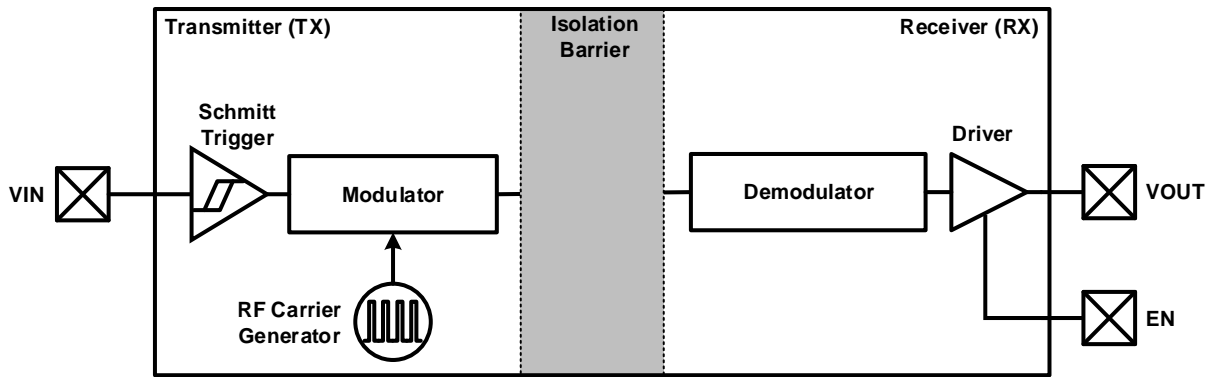 Transmitter (TX)
Isolation
Barrier
Receiver (RX)
Schmitt
Trigger
Driver
VIN
Modulator
Demodulator
VOUT
RF Carrier
Generator
EN